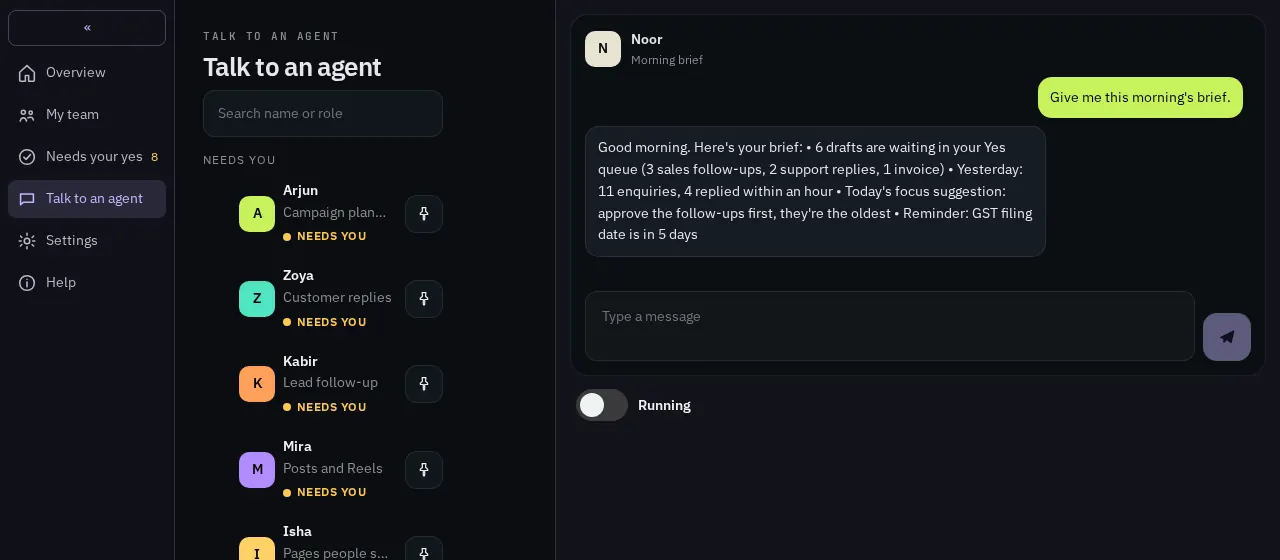 «
Overview
My team
Needs your yes 8
Talk to an agent
Settings
Help
TALK TO AN AGENT
Talk to an agent
Search name or role
NEEDS YOU
A
Arjun
Campaign plan...
NEEDS YOU
Z
Zoya
Customer replies
NEEDS YOU
K
Kabir
Lead follow-up
NEEDS YOU
M
Mira
Posts and Reels
NEEDS YOU
I
Isha
Pages people s...
N
Noor
Morning brief
Give me this morning's brief.
Good morning. Here's your brief: • 6 drafts are waiting in your Yes
queue (3 sales follow-ups, 2 support replies, 1 invoice) • Yesterday:
11 enquiries, 4 replied within an hour • Today's focus suggestion:
approve the follow-ups first, they're the oldest • Reminder: GST filing
date is in 5 days
Type a message
Running